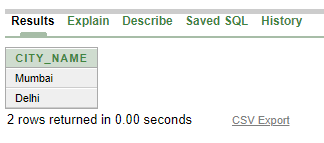 Results Explain Describe Saved SQL History
CITY_NAME
Mumbai
Delhi
2 rows returned in 0.00 seconds CSV Export